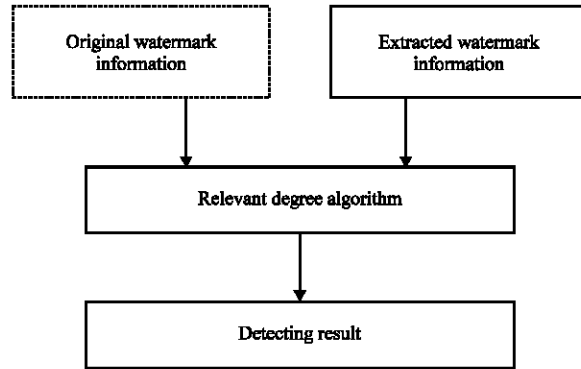 Original watermark
information
Extracted watermark
information
Relevant degree algorithm
Detecting result